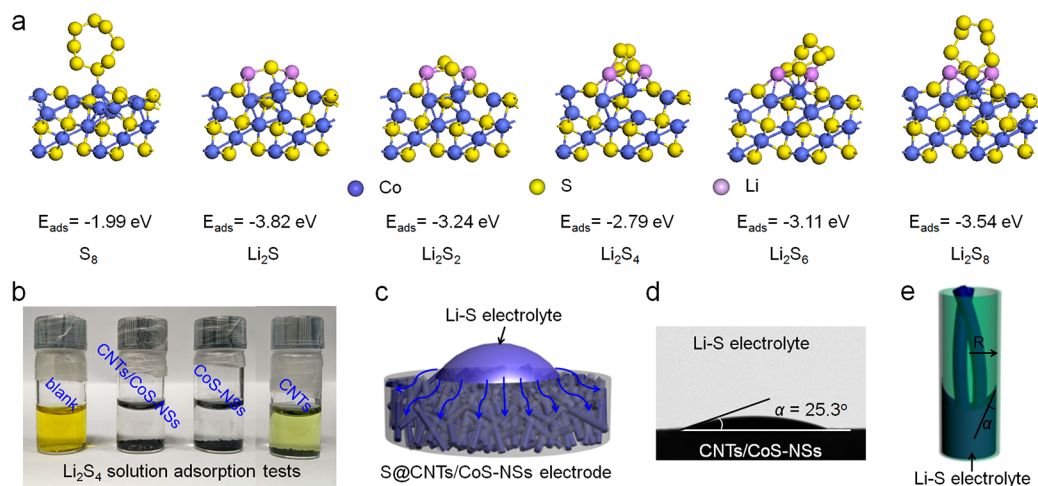 a
Co
S
Li
Eads= -1.99 eV
Eads= -3.82 eV
Eads= -3.24 eV
Eads= -2.79 eV
Eads= -3.11 eV
Eads= -3.54 eV
S8
Li2S
Li2S2
Li2S4
Li2S6
Li2S8
b
blank
CNTs/CoS-NSs
CoS-NSs
CNTs
Li2S4 solution adsorption tests
c
Li-S electrolyte
S@CNTs/CoS-NSs electrode
d
Li-S electrolyte
α = 25.3°
CNTs/CoS-NSs
e
R
α
Li-S electrolyte